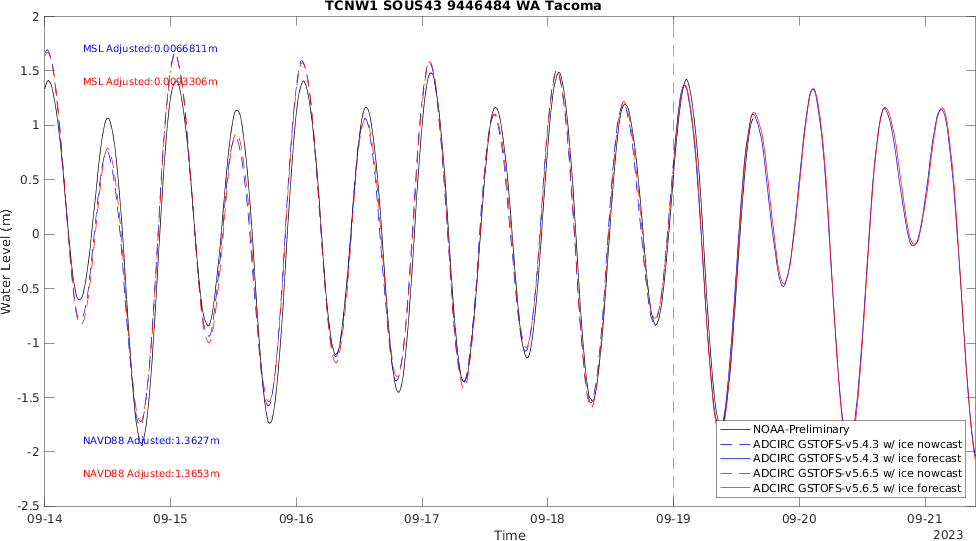 TCNW1 SOUS43 9446484 WA Tacoma
2
1.5
1
0.5
0
-0.5
-1
-1.5
-2
-2.5
Water Level (m)
MSL Adjusted:0.0066811m
MSL Adjusted:0.0093306m
NAVD88 Adjusted:1.3627m
NAVD88 Adjusted:1.3653m
NOAA-Preliminary
ADCIRC GSTOFS-v5.4.3 w/ ice nowcast
ADCIRC GSTOFS-v5.4.3 w/ ice forecast
ADCIRC GSTOFS-v5.6.5 w/ ice nowcast
ADCIRC GSTOFS-v5.6.5 w/ ice forecast
09-14 09-15 09-16 09-17 09-18 09-19 09-20 09-21
Time
2023